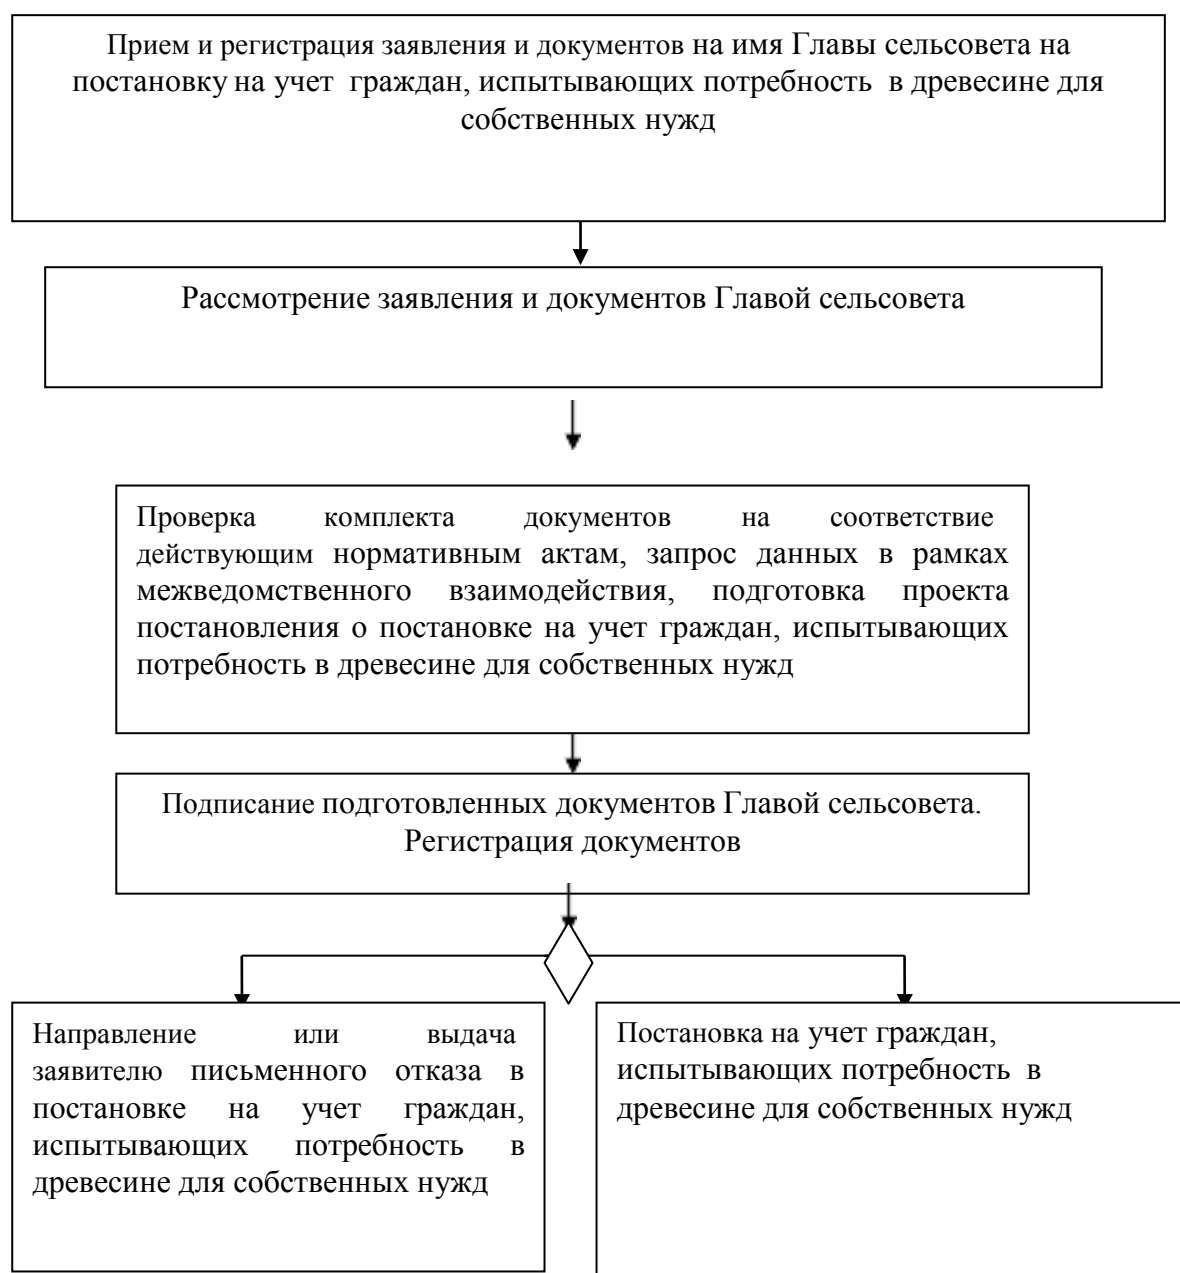 Прием и регистрация заявления и документов на имя Главы сельсовета на
постановку на учет граждан, испытывающих потребность в древесине для
собственных нужд
Рассмотрение заявления и документов Главой сельсовета
Проверка комплекта документов на соответствие
действующим нормативным актам, запрос данных в рамках
межведомственного взаимодействия, подготовка проекта
постановления о постановке на учет граждан, испытывающих
потребность в древесине для собственных нужд
Подписание подготовленных документов Главой сельсовета.
Регистрация документов
Направление или выдача
заявителю письменного отказа в
постановке на учет граждан,
испытывающих потребность в
древесине для собственных нужд
Постановка на учет граждан,
испытывающих потребность в
древесине для собственных нужд